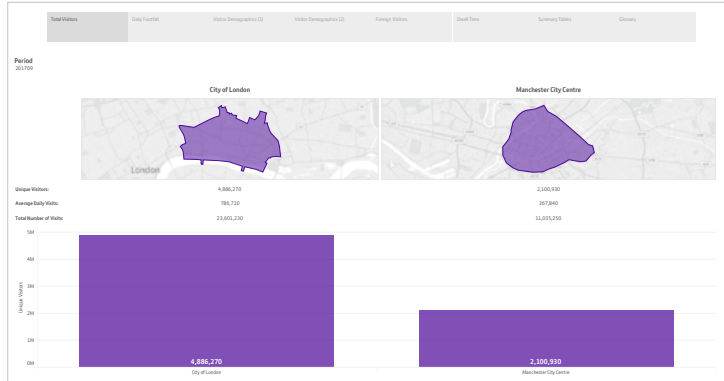 Total Visitors Daily Footfall Visitor Demographics (1) Visitor Demographics (2) Foreign Visitors Dwell Time Summary Tables Glossary
Period
201709
City of London Manchester City Centre
London
Unique Visitors: 4,886,270 2,100,930
Average Daily Visits: 786,710 367,840
Total Number of Visits: 23,601,230 11,035,250
5M
4M
3M
2M
1M
0M
Unique Visitors
4,886,270 2,100,930
City of London Manchester City Centre